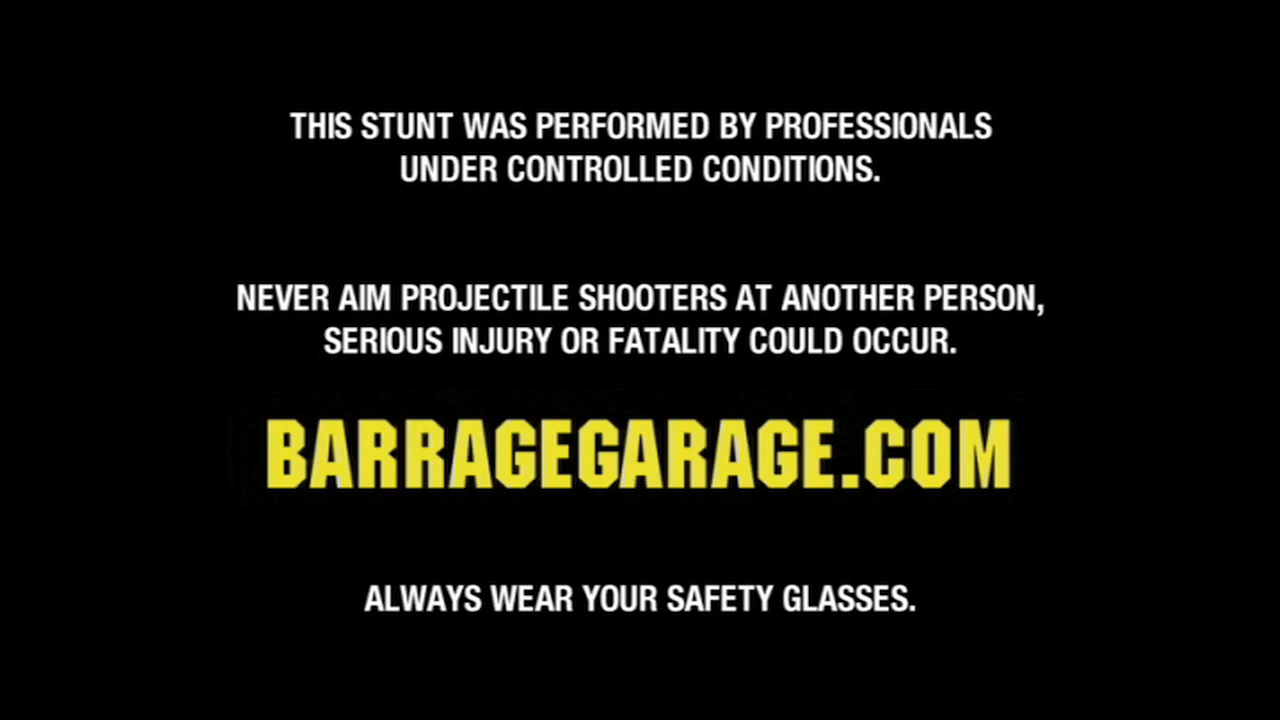 THIS STUNT WAS PERFORMED BY PROFESSIONALS
UNDER CONTROLLED CONDITIONS.
NEVER AIM PROJECTILE SHOOTERS AT ANOTHER PERSON,
SERIOUS INJURY OR FATALITY COULD OCCUR.
BARRAGEGARAGE.COM
ALWAYS WEAR YOUR SAFETY GLASSES.